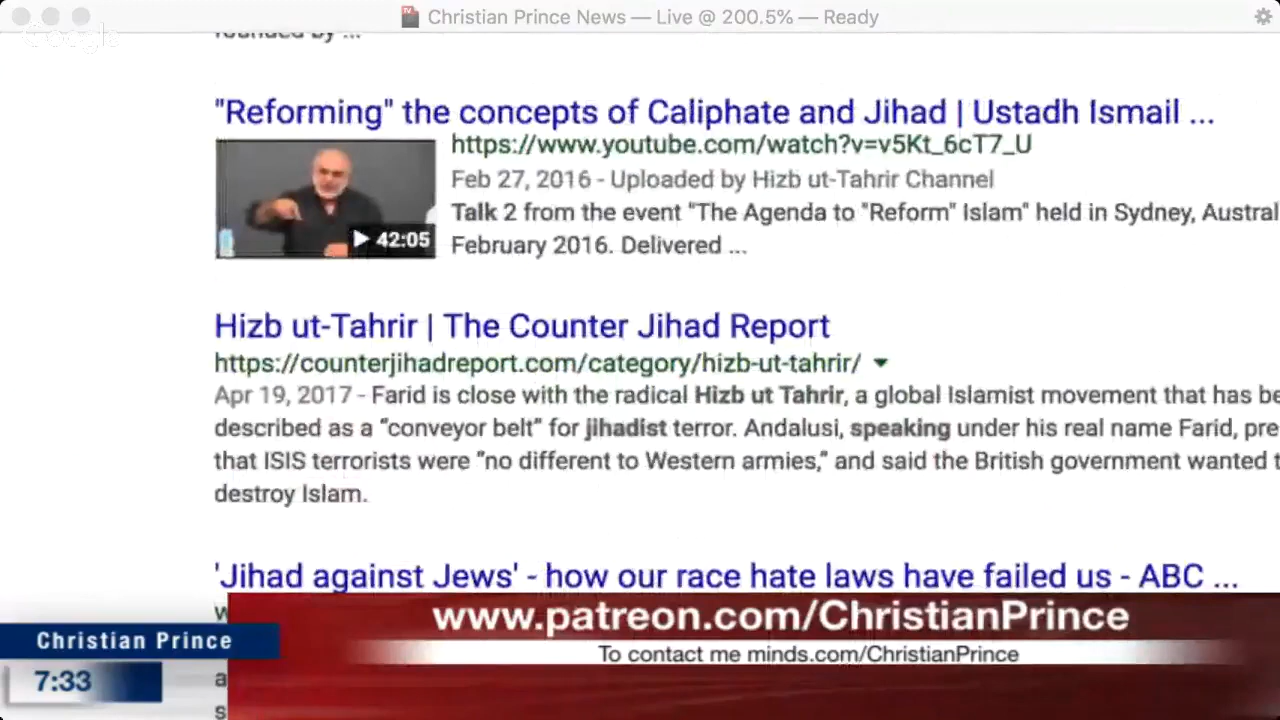 Christian Prince News — Live @ 200.5% — Ready
Google
founded by ...
"Reforming" the concepts of Caliphate and Jihad | Ustadh Ismail ...
https://www.youtube.com/watch?v=v5Kt_6cT7_U
Feb 27, 2016 - Uploaded by Hizb ut-Tahrir Channel
Talk 2 from the event "The Agenda to "Reform" Islam" held in Sydney, Austral
42:05
February 2016. Delivered ...
Hizb ut-Tahrir | The Counter Jihad Report
https://counterjihadreport.com/category/hizb-ut-tahrir/
Apr 19, 2017 - Farid is close with the radical Hizb ut Tahrir, a global Islamist movement that has be
described as a “conveyor belt” for jihadist terror. Andalusi, speaking under his real name Farid, pre
that ISIS terrorists were “no different to Western armies,” and said the British government wanted t
destroy Islam.
'Jihad against Jews' - how our race hate laws have failed us - ABC ...
www.patreon.com/ChristianPrince
Christian Prince
To contact me minds.com/ChristianPrince
7:33